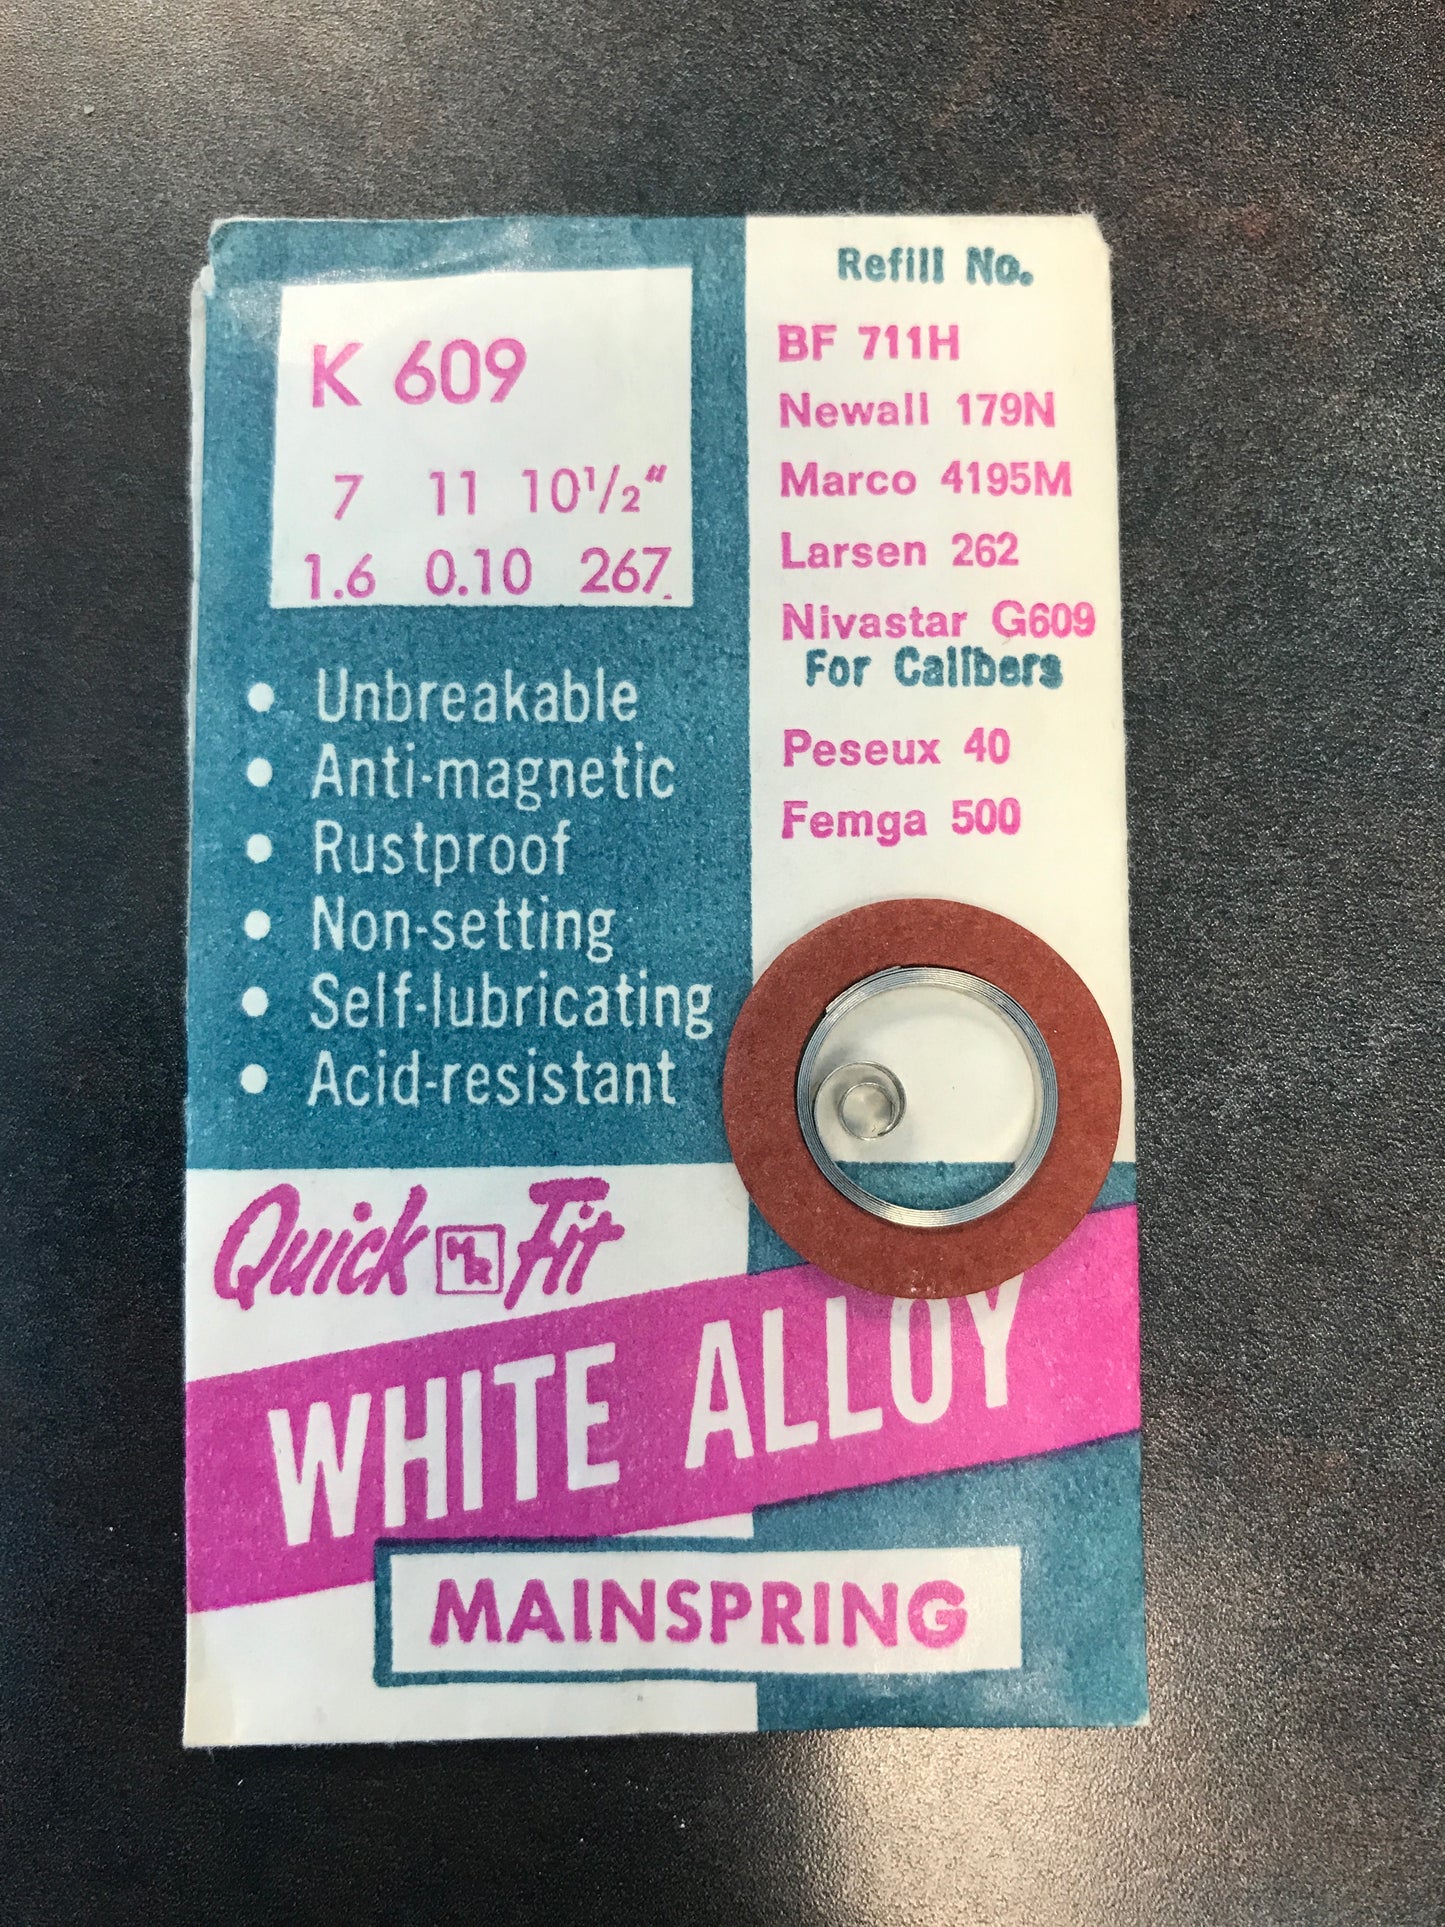 K 609
7 11 10½"
1.6 0.10 267
• Unbreakable
• Anti-magnetic
• Rustproof
• Non-setting
• Self-lubricating
• Acid-resistant
Refill No.
BF 711H
Newall 179N
Marco 4195M
Larsen 262
Nivastar G609
For Calibers
Peseux 40
Femga 500
Quick MR Fit
WHITE ALLOY
MAINSPRING